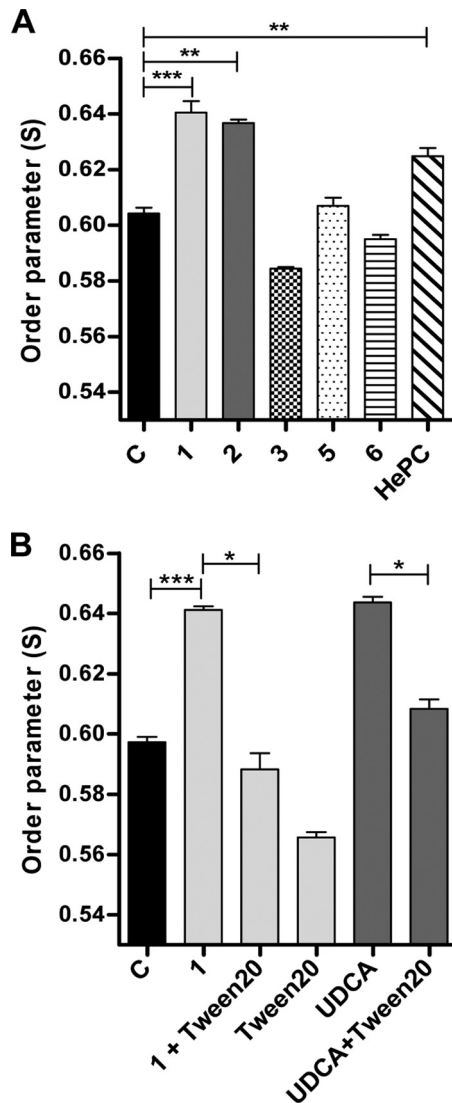 A
**
**
***
Order parameter (S)
0.66
0.64
0.62
0.60
0.58
0.56
0.54
C
1
2
3
5
6
HePC
B
***
*
*
Order parameter (S)
0.66
0.64
0.62
0.60
0.58
0.56
0.54
C
1
1 + Tween20
Tween20
UDCA
UDCA+Tween20